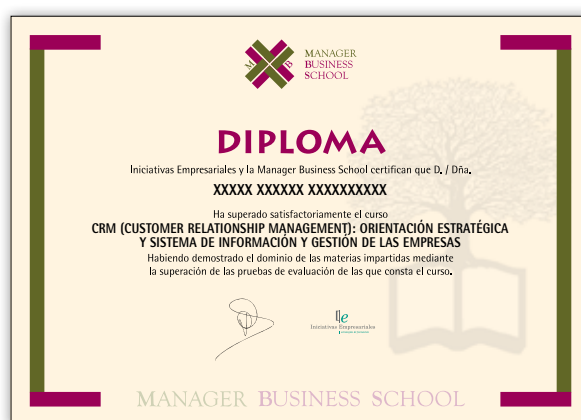 M B
MANAGER
BUSINESS
SCHOOL
DIPLOMA
Iniciativas Empresariales y la Manager Business School certifican que D. / Dña.
XXXXX XXXXXX XXXXXXXXXX
Ha superado satisfactoriamente el curso
CRM (CUSTOMER RELATIONSHIP MANAGEMENT): ORIENTACIÓN ESTRATÉGICA
Y SISTEMA DE INFORMACIÓN Y GESTIÓN DE LAS EMPRESAS
Habiendo demostrado el dominio de las materias impartidas mediante
la superación de las pruebas de evaluación de las que consta el curso.
Iniciativas Empresariales
MANAGER BUSINESS SCHOOL